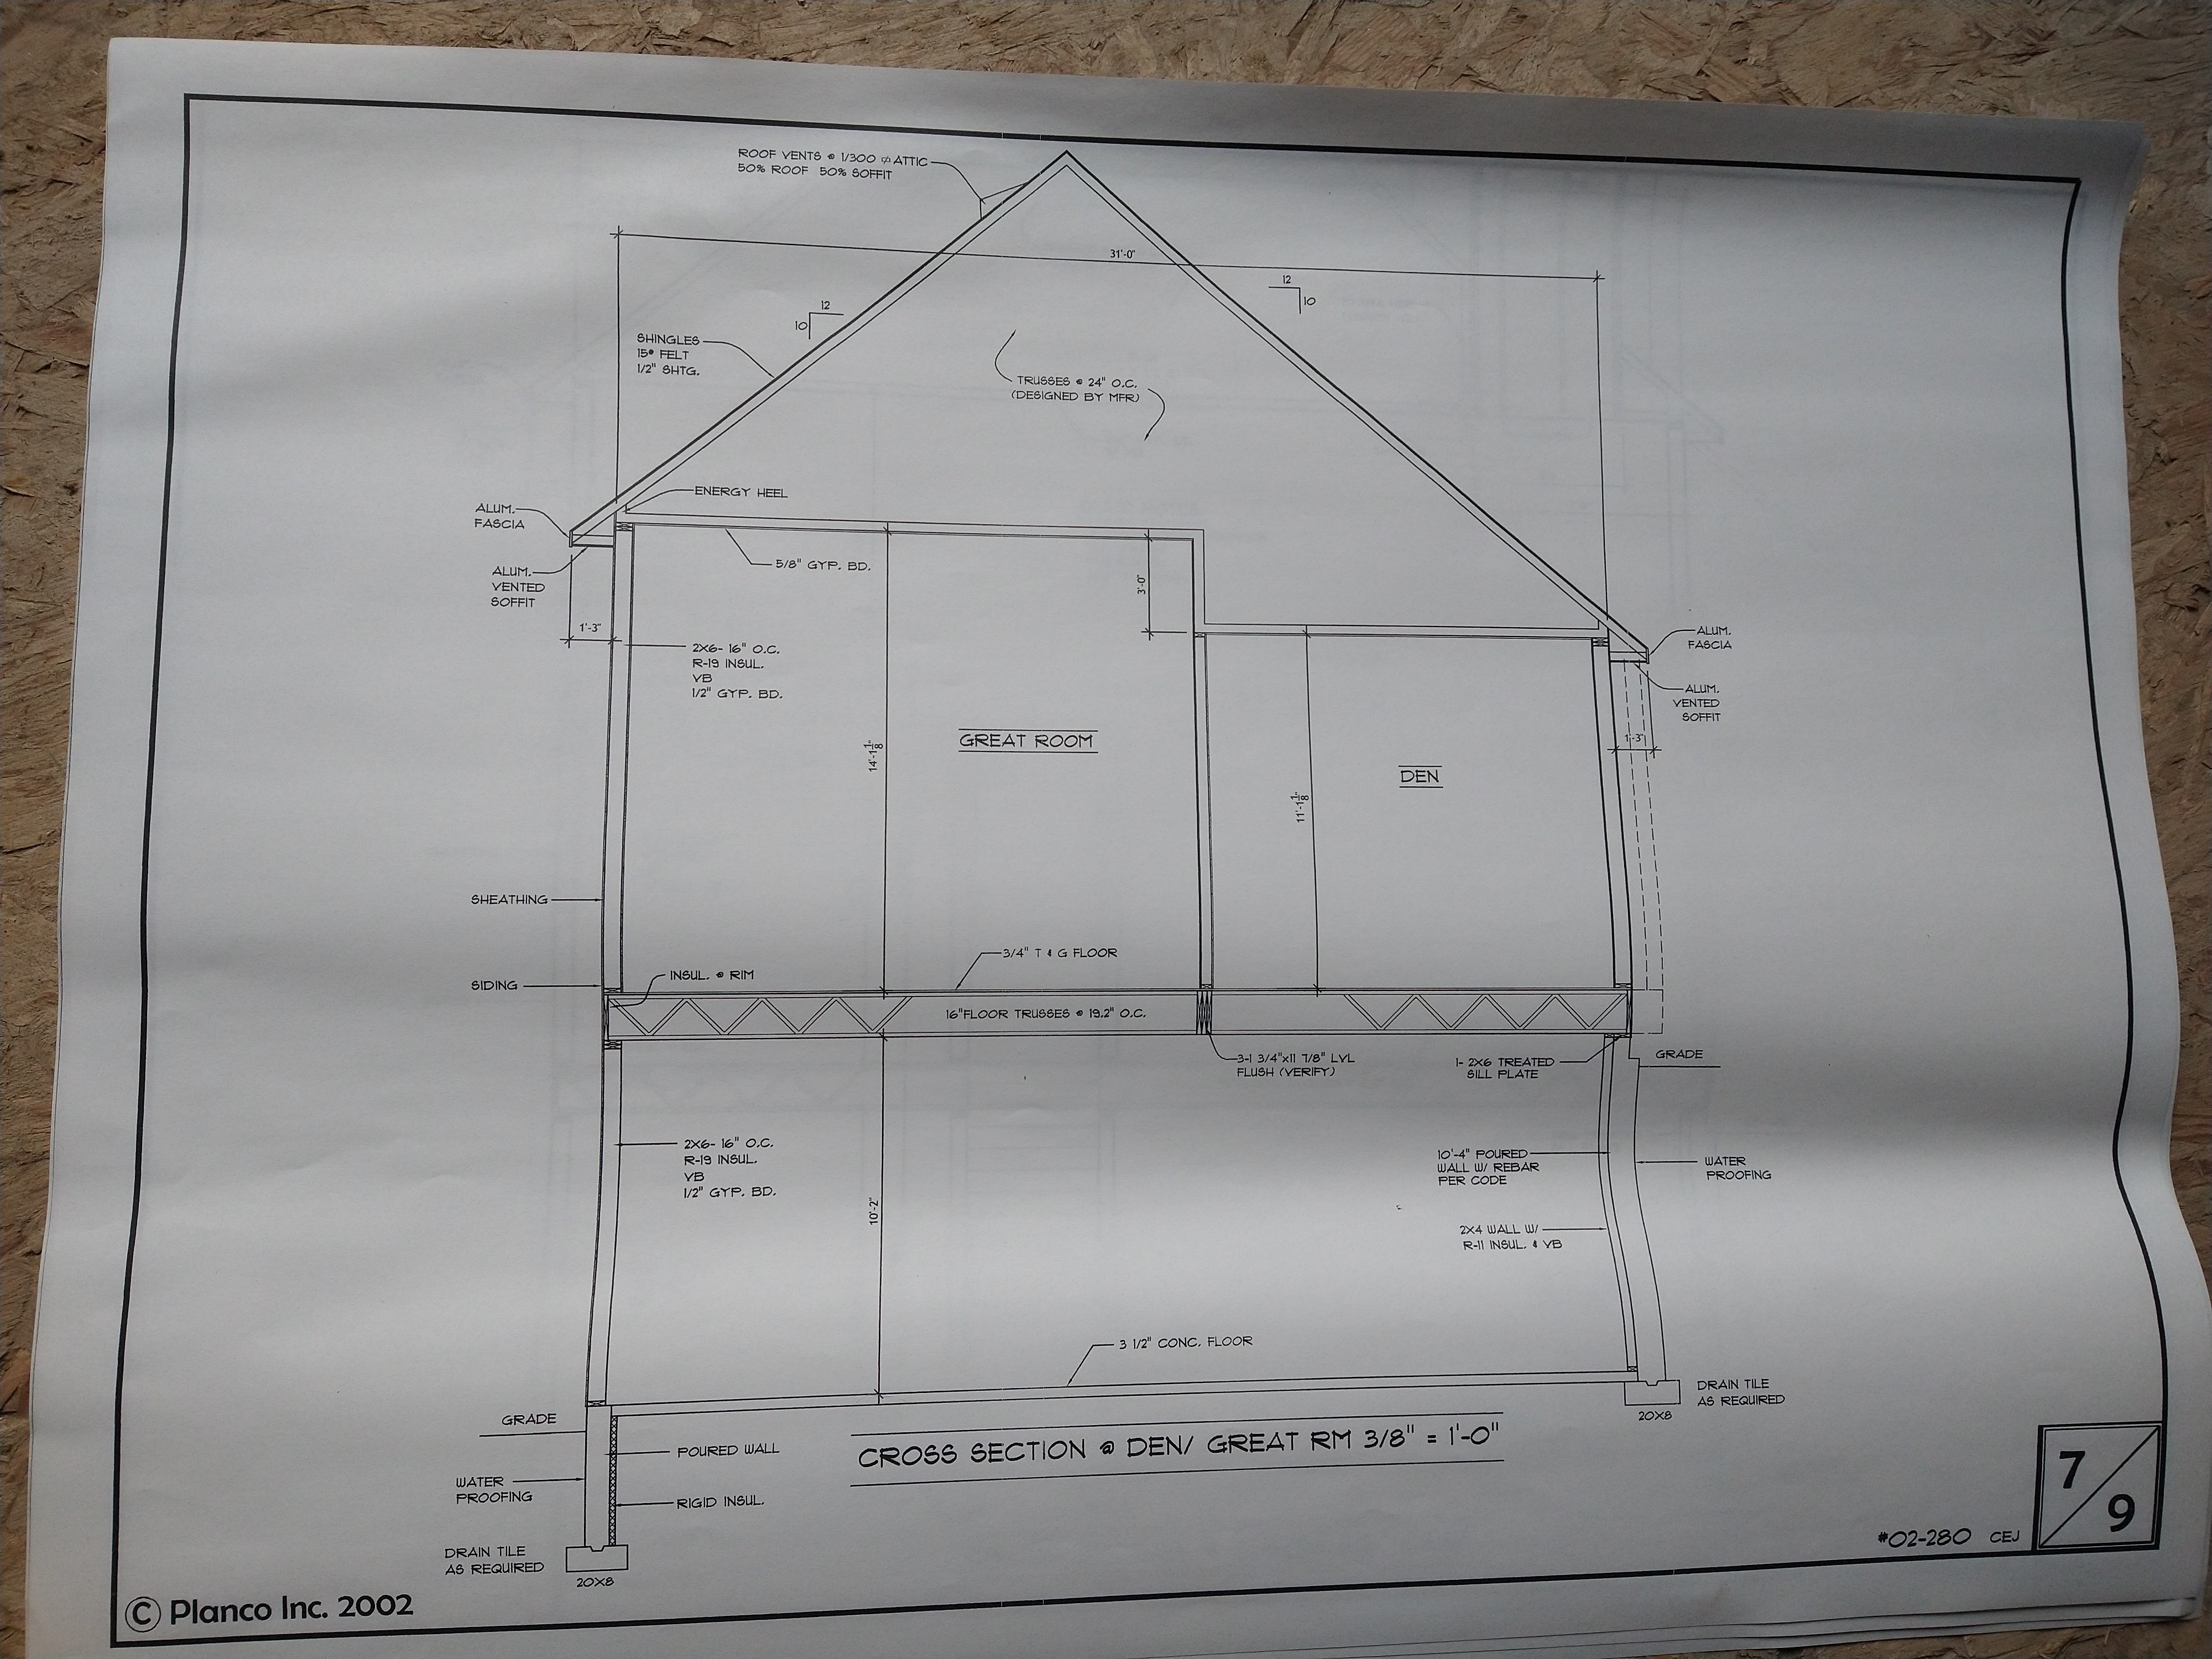 ROOF VENTS @ 1/300 ⌀ ATTIC
50% ROOF 50% SOFFIT
31'-0"
12
10
12
10
SHINGLES
15# FELT
1/2" SHTG.
TRUSSES @ 24" O.C.
(DESIGNED BY MFR)
ENERGY HEEL
ALUM.
FASCIA
5/8" GYP. BD.
ALUM.
VENTED
SOFFIT
3'-0"
1'-3"
ALUM.
FASCIA
2X6- 16" O.C.
R-19 INSUL.
VB
1/2" GYP. BD.
ALUM.
VENTED
SOFFIT
1'-3"
14'-1 1/8"
GREAT ROOM
DEN
11'-1 1/8"
SHEATHING
3/4" T & G FLOOR
INSUL. @ RIM
SIDING
16"FLOOR TRUSSES @ 19.2" O.C.
3-1 3/4"x11 7/8" LVL
FLUSH (VERIFY)
1- 2X6 TREATED
SILL PLATE
GRADE
2X6- 16" O.C.
R-19 INSUL.
VB
1/2" GYP. BD.
10'-4" POURED
WALL W/ REBAR
PER CODE
WATER
PROOFING
10'-2"
2X4 WALL W/
R-11 INSUL. & VB
3 1/2" CONC. FLOOR
DRAIN TILE
AS REQUIRED
20X8
GRADE
POURED WALL
CROSS SECTION @ DEN/ GREAT RM 3/8" = 1'-0"
WATER
PROOFING
RIGID INSUL.
DRAIN TILE
AS REQUIRED
20X8
7/9
#02-280 CEJ
© Planco Inc. 2002